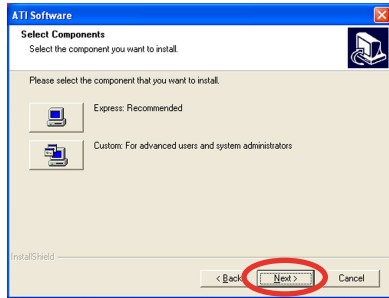 ATI Software
Select Components
Select the component you want to install.
Please select the component that you want to install.
Express: Recommended
Custom: For advanced users and system administrators
InstallShield
< Back
Next >
Cancel